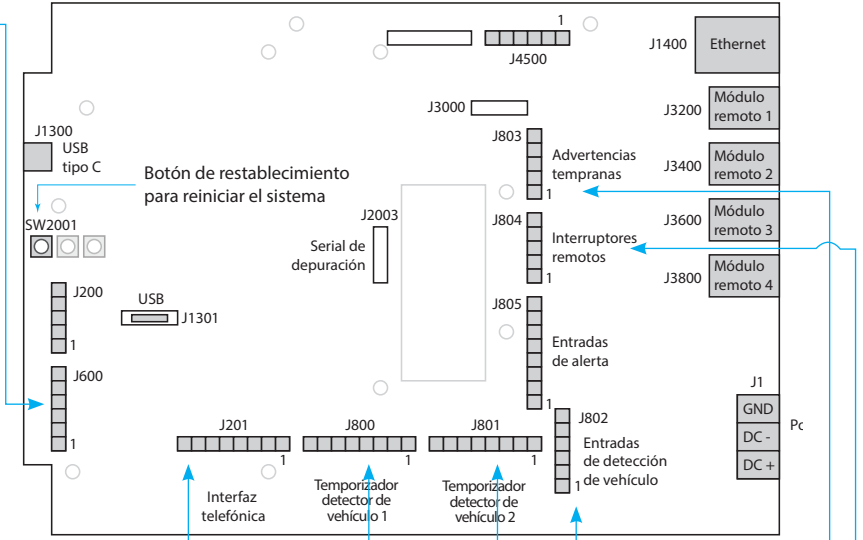 1
J4500
J1400
Ethernet
J3000
J3200
Módulo
remoto 1
J1300
USB
tipo C
J803
Advertencias
tempranas
1
J3400
Módulo
remoto 2
Botón de restablecimiento
para reiniciar el sistema
SW2001
J2003
Serial de
depuración
J804
Interruptores
remotos
1
J3600
Módulo
remoto 3
J3800
Módulo
remoto 4
J200
1
USB
J1301
J805
Entradas
de alerta
1
J600
1
J1
GND
DC -
DC +
J201
1
Interfaz
telefónica
J800
1
Temporizador
detector de
vehículo 1
J801
1
Temporizador
detector de
vehículo 2
J802
Entradas
de detección
de vehículo
1